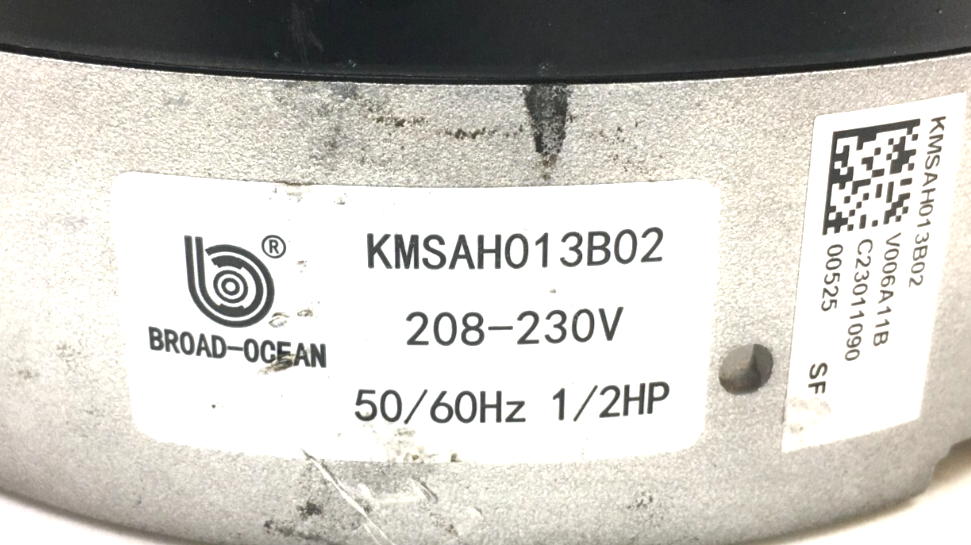 ®
BROAD-OCEAN
KMSAH013B02
208-230V
50/60Hz 1/2HP
KMSAH013B02
V006A11B
C23011090
00525 SF